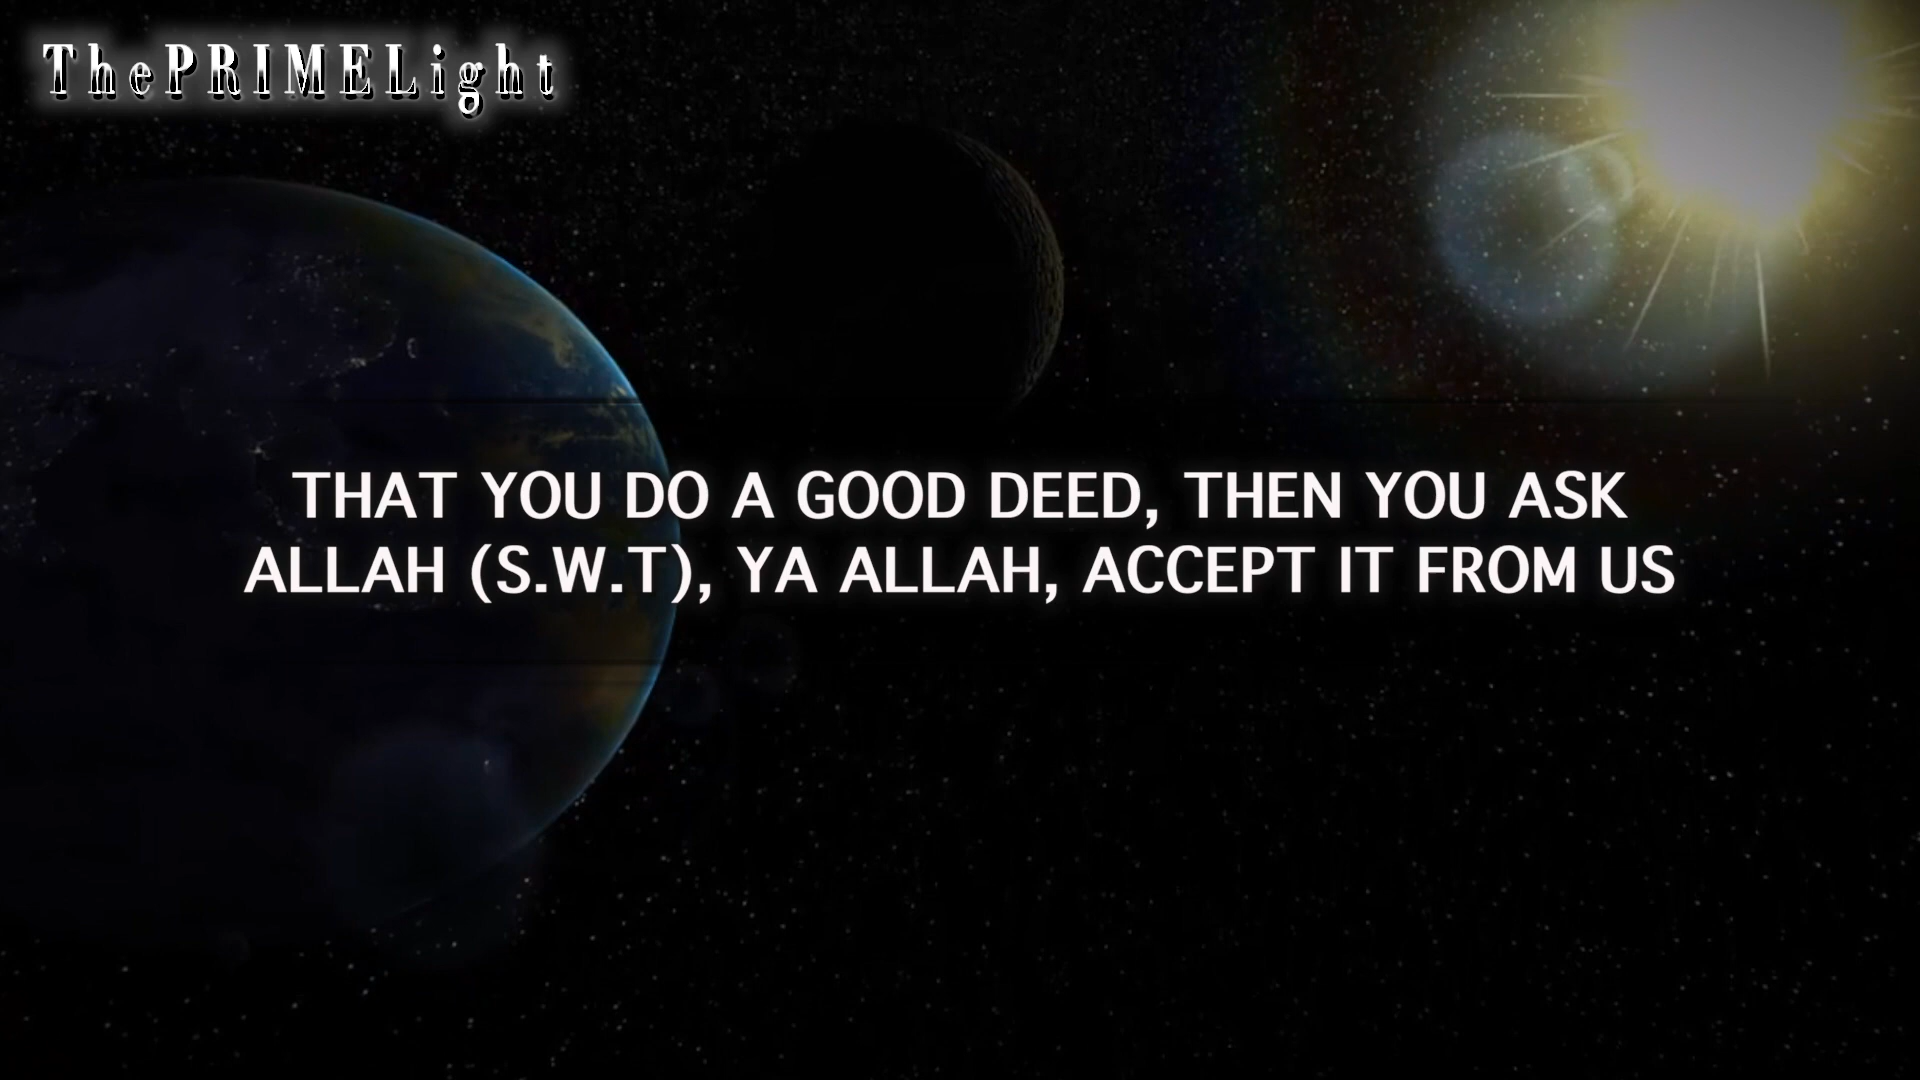 ThePRIMELight
THAT YOU DO A GOOD DEED, THEN YOU ASK
ALLAH (S.W.T), YA ALLAH, ACCEPT IT FROM US